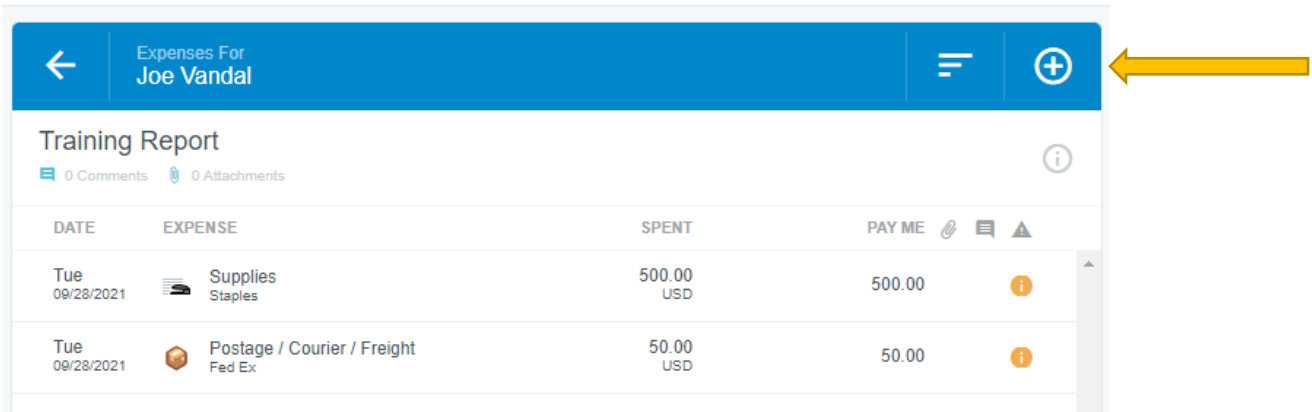 Expenses For
Joe Vandal
Training Report
0 Comments 0 Attachments
DATE EXPENSE SPENT PAY ME
Tue Supplies 500.00 500.00
09/28/2021 Staples USD
Tue Postage / Courier / Freight 50.00 50.00
09/28/2021 Fed Ex USD